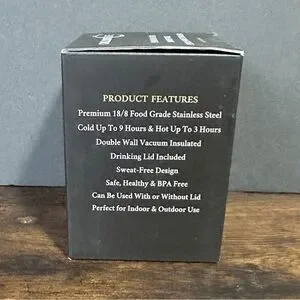 PRODUCT FEATURES
Premium 18/8 Food Grade Stainless Steel
Cold Up To 9 Hours & Hot Up To 3 Hours
Double Wall Vacuum Insulated
Drinking Lid Included
Sweat-Free Design
Safe, Healthy & BPA Free
Can Be Used With or Without Lid
Perfect for Indoor & Outdoor Use